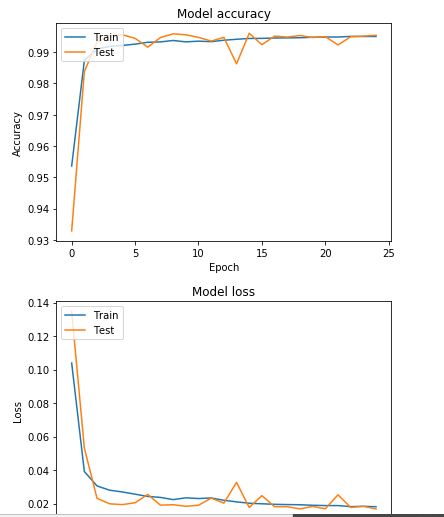 Model accuracy
Train
Test
0.99
0.98
0.97
0.96
0.95
0.94
0.93
Accuracy
0
5
10
15
20
25
Epoch
Model loss
Train
Test
0.14
0.12
0.10
0.08
0.06
0.04
0.02
Loss